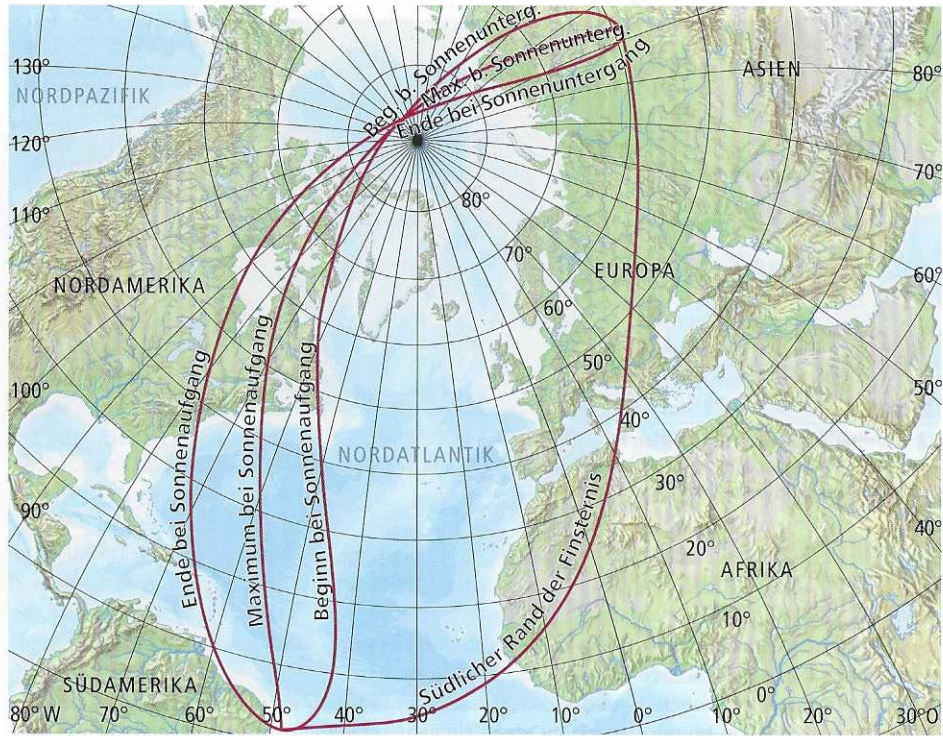 130°
NORDPAZIFIK
120°
110°
NORDAMERIKA
100°
90°
SÜDAMERIKA
Beg. b. Sonnenunterg.
Max. b. Sonnenunterg.
Ende bei Sonnenuntergang
ASIEN
80°
70°
60°
40°
80°
70°
60°
50°
40°
30°
20°
10°
0°
EUROPA
NORDATLANTIK
AFRIKA
Ende bei Sonnenaufgang
Maximum bei Sonnenaufgang
Beginn bei Sonnenaufgang
Südlicher Rand der Finsternis
80° W
60°
50°
40°
30°
20°
10°
0°
10°
20°
30°O